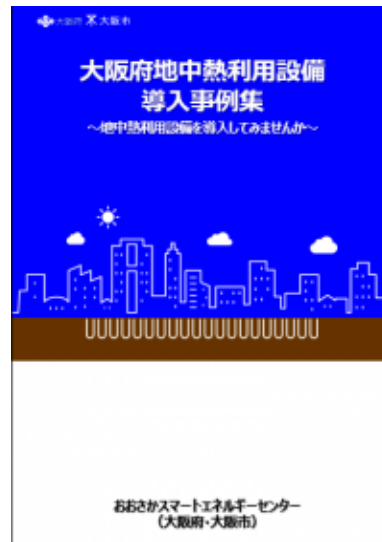 大阪府 大阪市
大阪府地中熱利用設備
導入事例集
～地中熱利用設備を導入してみませんか～
おおさかスマートエネルギーセンター
(大阪府・大阪市)